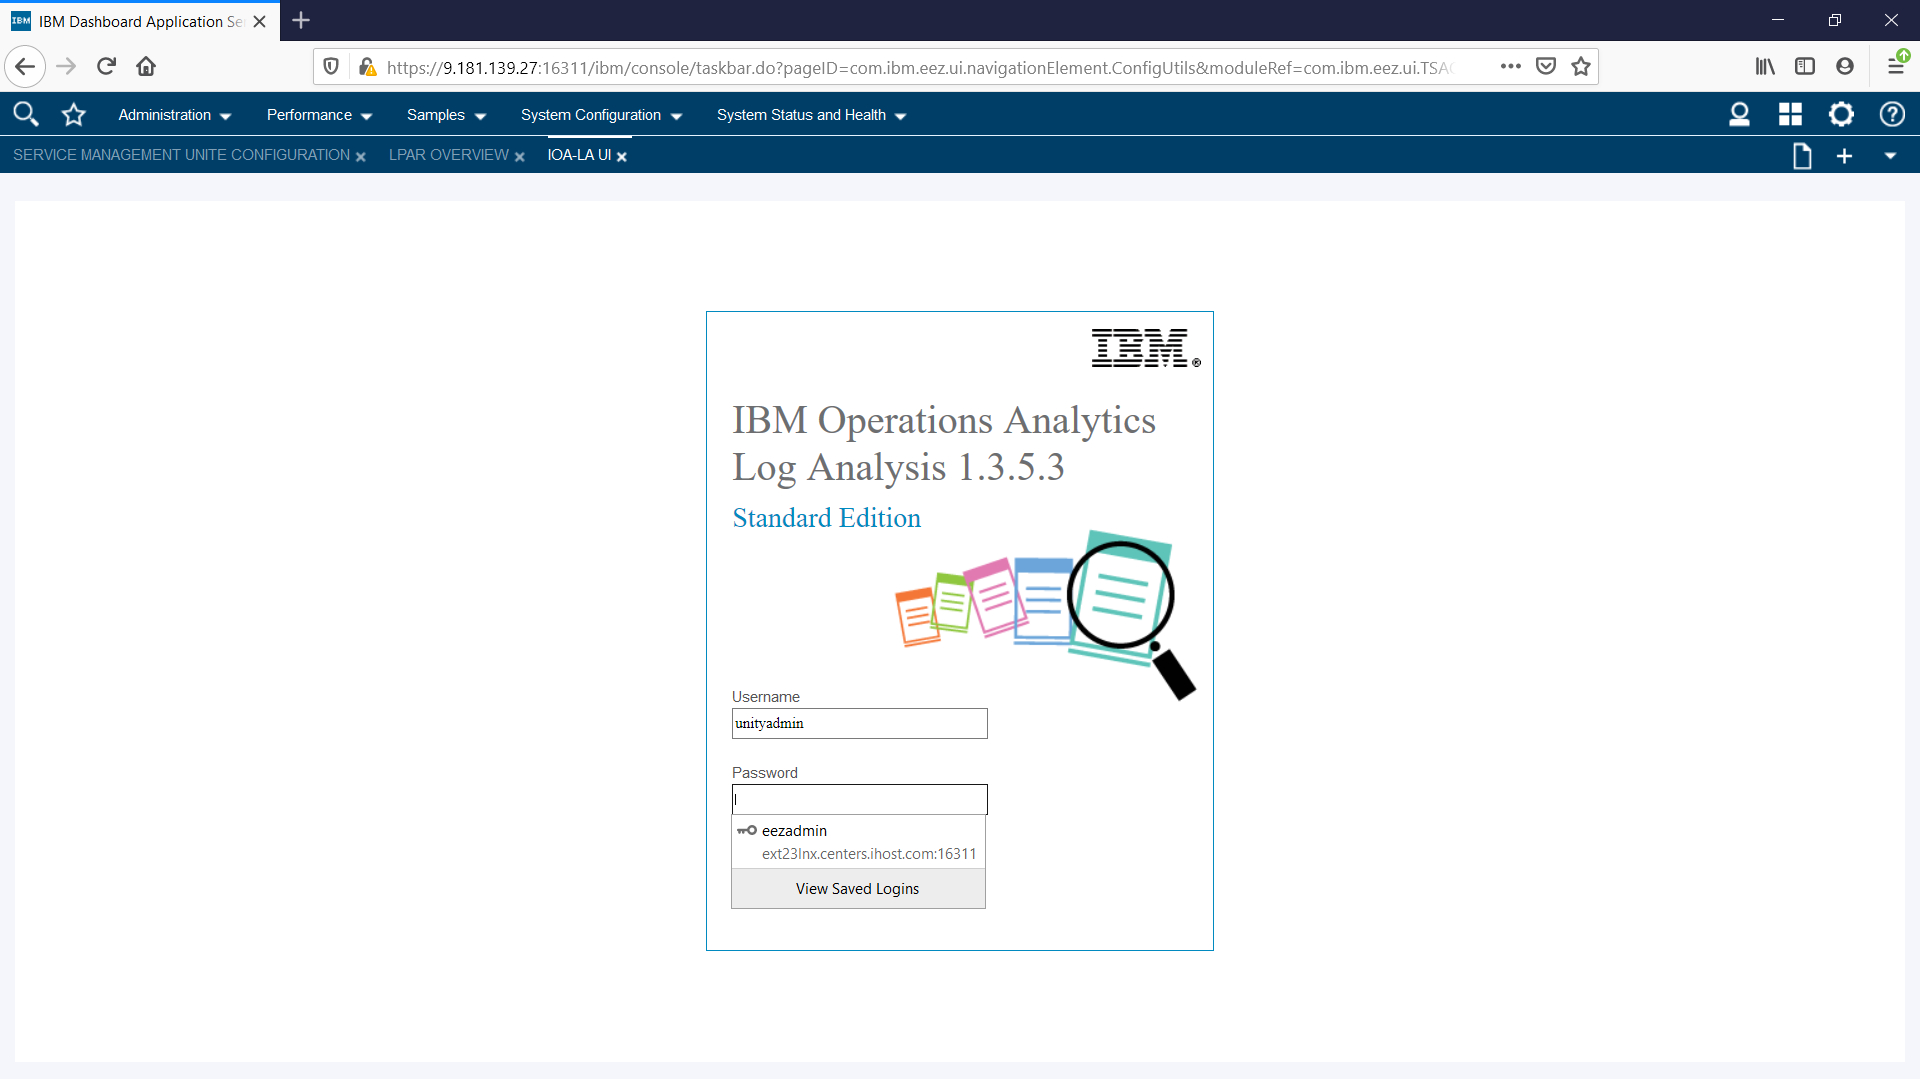 IBM
IBM Dashboard Application Se
https://9.181.139.27:16311/ibm/console/taskbar.do?pageID=com.ibm.eez.ui.navigationElement.ConfigUtils&moduleRef=com.ibm.eez.ui.TSA
Administration
Performance
Samples
System Configuration
System Status and Health
SERVICE MANAGEMENT UNITE CONFIGURATION
LPAR OVERVIEW
IOA-LA UI
IBM®
IBM Operations Analytics
Log Analysis 1.3.5.3
Standard Edition
Username
unityadmin
Password
eezadmin
ext23lnx.centers.ihost.com:16311
View Saved Logins